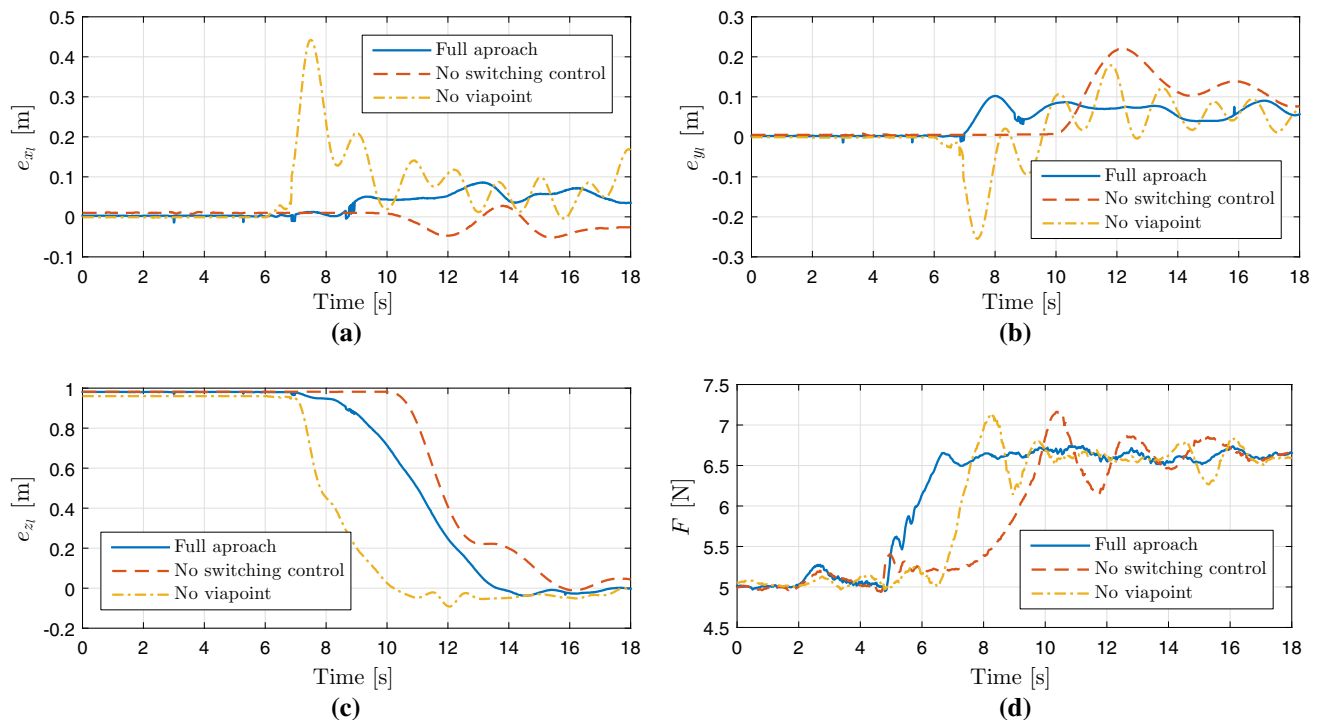 0.5
0.4
0.3
0.2
0.1
0
-0.1
e_{x_l} [m]
Full aproach
No switching control
No viapoint
0 2 4 6 8 10 12 14 16 18
Time [s]
(a)
0.3
0.2
0.1
0
-0.1
-0.2
-0.3
e_{y_l} [m]
Full aproach
No switching control
No viapoint
0 2 4 6 8 10 12 14 16 18
Time [s]
(b)
1
0.8
0.6
0.4
0.2
0
-0.2
e_{z_l} [m]
Full aproach
No switching control
No viapoint
0 2 4 6 8 10 12 14 16 18
Time [s]
(c)
7.5
7
6.5
6
5.5
5
4.5
F [N]
Full aproach
No switching control
No viapoint
0 2 4 6 8 10 12 14 16 18
Time [s]
(d)